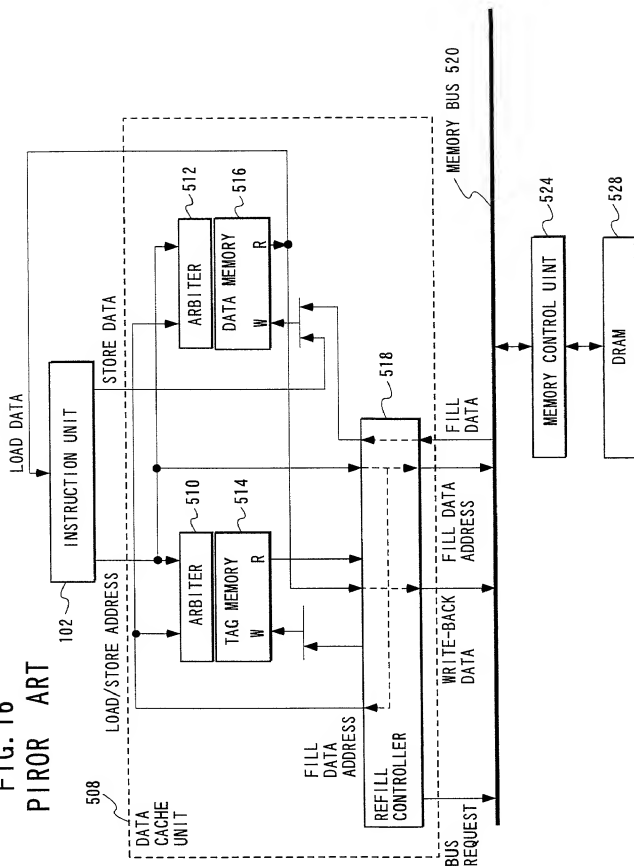 FIG. 16
PIROR ART
LOAD DATA
INSTRUCTION UNIT
102
LOAD/STORE ADDRESS
STORE DATA
508
DATA
CACHE
UNIT
510
ARBITER
514
TAG MEMORY
W
R
512
ARBITER
516
DATA MEMORY
W
R
FILL
DATA
ADDRESS
518
REFILL
CONTROLLER
BUS
REQUEST
WRITE-BACK
DATA
FILL DATA
ADDRESS
FILL
DATA
MEMORY BUS 520
524
MEMORY CONTROL UINT
528
DRAM